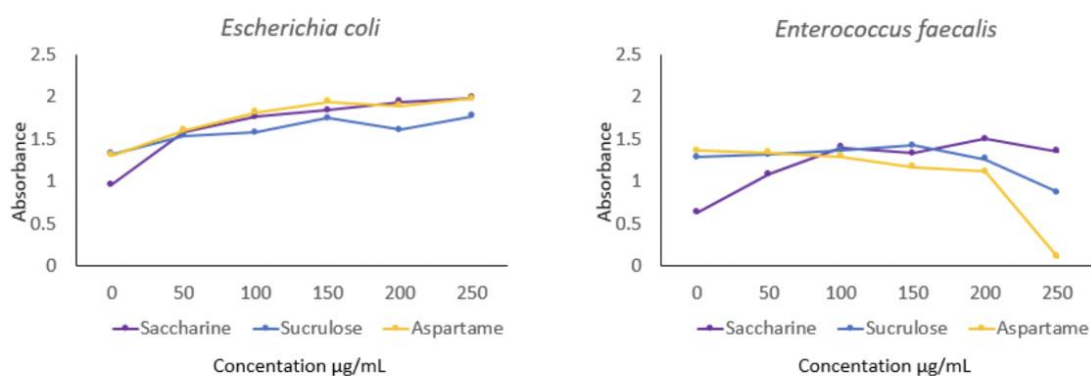 Escherichia coli
2.5
2
1.5
1
0.5
0
Absorbance
0 50 100 150 200 250
Saccharine Sucrulose Aspartame
Concentation µg/mL
Enterococcus faecalis
2.5
2
1.5
1
0.5
0
Absorbance
0 50 100 150 200 250
Saccharine Sucrulose Aspartame
Concentation µg/mL